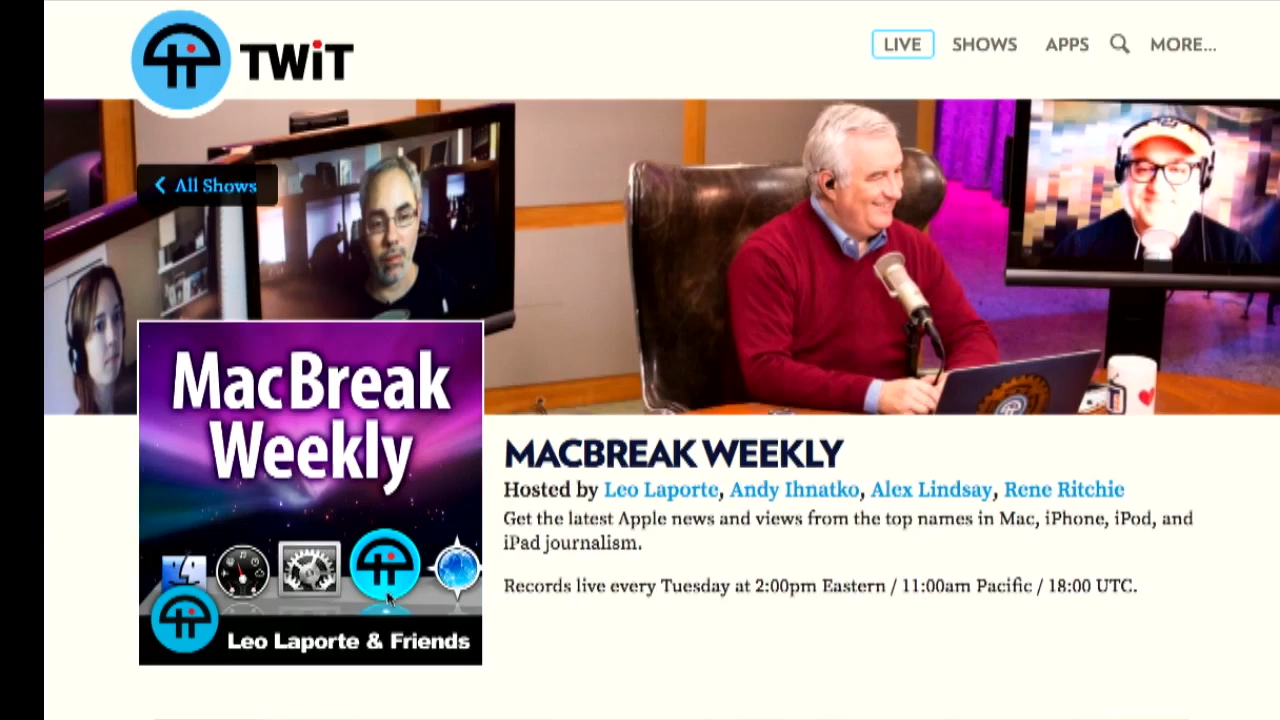 TWiT
LIVE SHOWS APPS MORE...
All Shows
MacBreak
Weekly
Leo Laporte & Friends
MACBREAK WEEKLY
Hosted by Leo Laporte, Andy Ihnatko, Alex Lindsay, Rene Ritchie
Get the latest Apple news and views from the top names in Mac, iPhone, iPod, and
iPad journalism.
Records live every Tuesday at 2:00pm Eastern / 11:00am Pacific / 18:00 UTC.